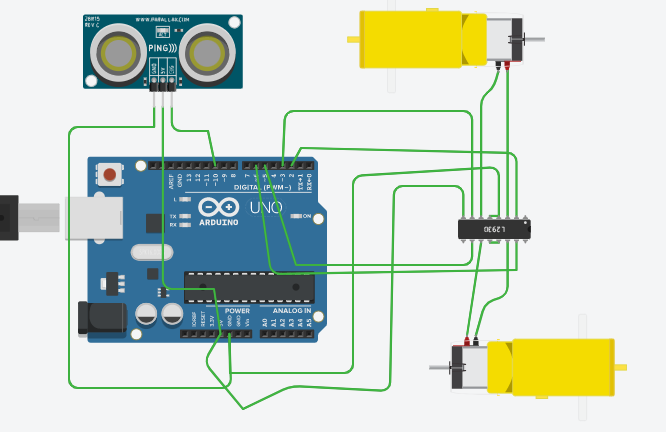 28015
REV C
WWW.PARALLAX.COM
PING)))
GND
5V
SIG
AREF
GND
13
12
~11
~10
~9
8
7
~6
~5
4
~3
2
TX→1
RX←0
DIGITAL (PWM~)
L
TX
RX
UNO
ARDUINO
ON
L293D
POWER
ANALOG IN
IOREF
RESET
3.3V
5V
GND
GND
Vin
A0
A1
A2
A3
A4
A5